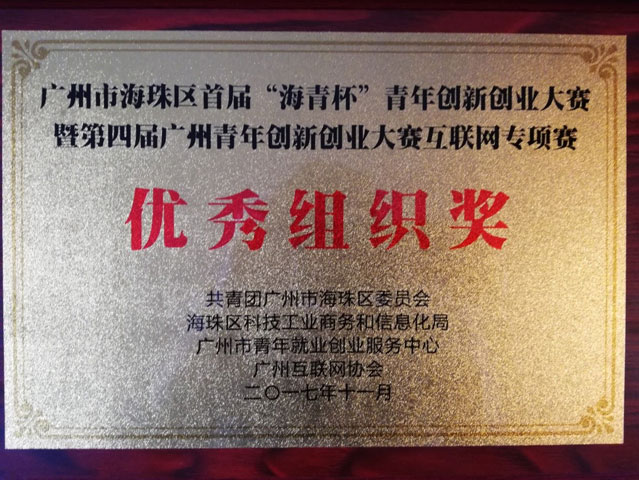 广州市海珠区首届“海青杯”青年创新创业大赛
暨第四届广州青年创新创业大赛互联网专项赛
优秀组织奖
共青团广州市海珠区委员会
海珠区科技工业商务和信息化局
广州市青年就业创业服务中心
广州互联网协会
二〇一七年十一月